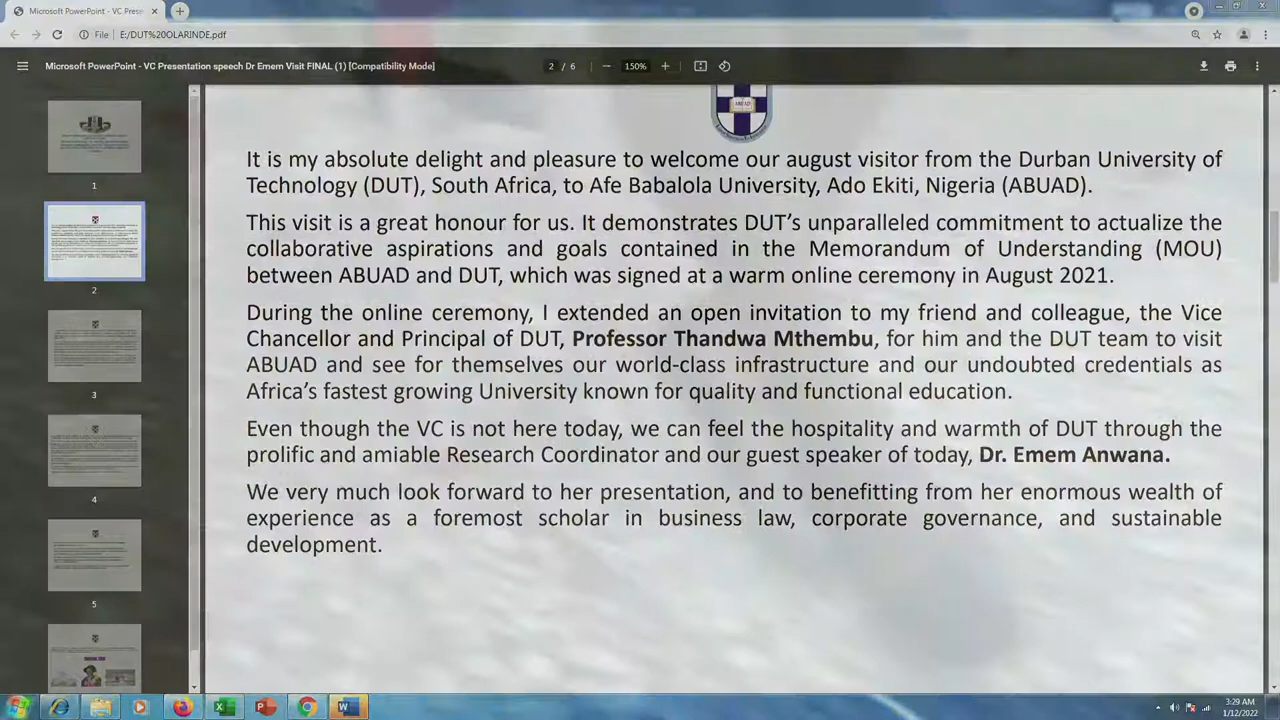 Microsoft PowerPoint - VC Presen
File
E:/DUT%20OLARINDE.pdf
Microsoft PowerPoint - VC Presentation speech Dr Emem Visit FINAL (1) [Compatibility Mode]
2 / 6
150%
1
2
3
4
5
ABUAD
It is my absolute delight and pleasure to welcome our august visitor from the Durban University of
Technology (DUT), South Africa, to Afe Babalola University, Ado Ekiti, Nigeria (ABUAD).
This visit is a great honour for us. It demonstrates DUT’s unparalleled commitment to actualize the
collaborative aspirations and goals contained in the Memorandum of Understanding (MOU)
between ABUAD and DUT, which was signed at a warm online ceremony in August 2021.
During the online ceremony, I extended an open invitation to my friend and colleague, the Vice
Chancellor and Principal of DUT, Professor Thandwa Mthembu, for him and the DUT team to visit
ABUAD and see for themselves our world-class infrastructure and our undoubted credentials as
Africa’s fastest growing University known for quality and functional education.
Even though the VC is not here today, we can feel the hospitality and warmth of DUT through the
prolific and amiable Research Coordinator and our guest speaker of today, Dr. Emem Anwana.
We very much look forward to her presentation, and to benefitting from her enormous wealth of
experience as a foremost scholar in business law, corporate governance, and sustainable
development.
3:29 AM
1/12/2022